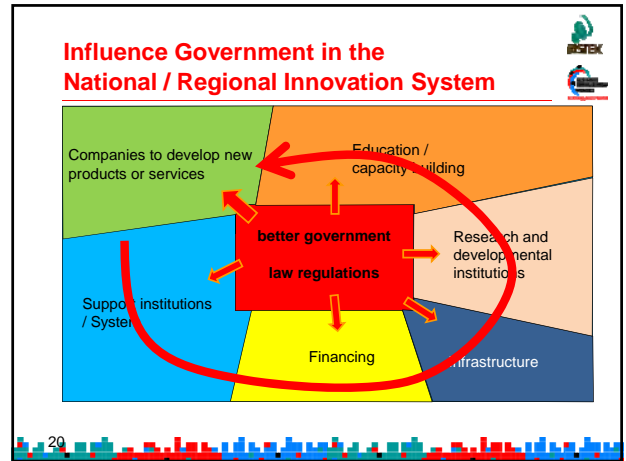 Influence Government in the
National / Regional Innovation System
RISTEK
Companies to develop new
products or services
Education /
capacity building
better government
law regulations
Research and
developmental
institutions
Support institutions
/ System
Financing
Infrastructure
20